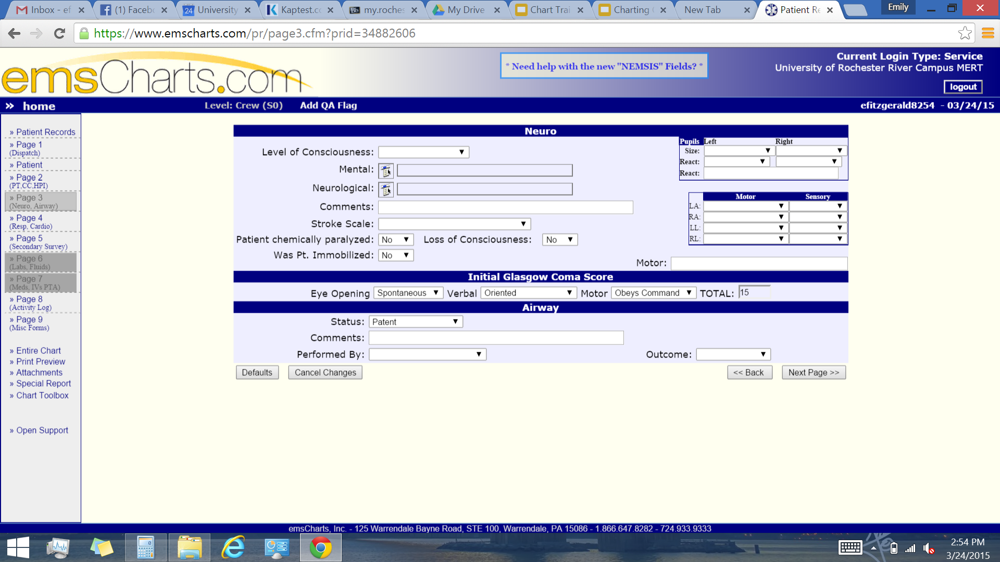 Inbox - ef
(1) Faceb
University
Kaptest.c
my.roches
My Drive
Chart Trai
Charting
New Tab
Patient Re
Emily
https://www.emscharts.com/pr/page3.cfm?prid=34882606
emsCharts.com
* Need help with the new "NEMSIS" Fields? *
Current Login Type: Service
University of Rochester River Campus MERT
logout
» home
Level: Crew (S0)
Add QA Flag
efitzgerald8254 - 03/24/15
» Patient Records
» Page 1
(Dispatch)
» Patient
» Page 2
(PT,CC,HPI)
» Page 3
(Neuro, Airway)
» Page 4
(Resp, Cardio)
» Page 5
(Secondary Survey)
» Page 6
(Labs, Fluids)
» Page 7
(Meds, IVs PTA)
» Page 8
(Activity Log)
» Page 9
(Misc Forms)
» Entire Chart
» Print Preview
» Attachments
» Special Report
» Chart Toolbox
» Open Support
Neuro
Level of Consciousness:
Mental:
Neurological:
Comments:
Stroke Scale:
Patient chemically paralyzed: No Loss of Consciousness: No
Was Pt. Immobilized: No
Pupils Left Right
Size:
React:
React:
Motor Sensory
LA:
RA:
LL:
RL:
Motor:
Initial Glasgow Coma Score
Eye Opening Spontaneous Verbal Oriented Motor Obeys Command TOTAL: 15
Airway
Status: Patent
Comments:
Performed By: Outcome:
Defaults Cancel Changes << Back Next Page >>
emsCharts, Inc. - 125 Warrendale Bayne Road, STE 100, Warrendale, PA 15086 - 1.866.647.8282 - 724.933.9333
2:54 PM
3/24/2015